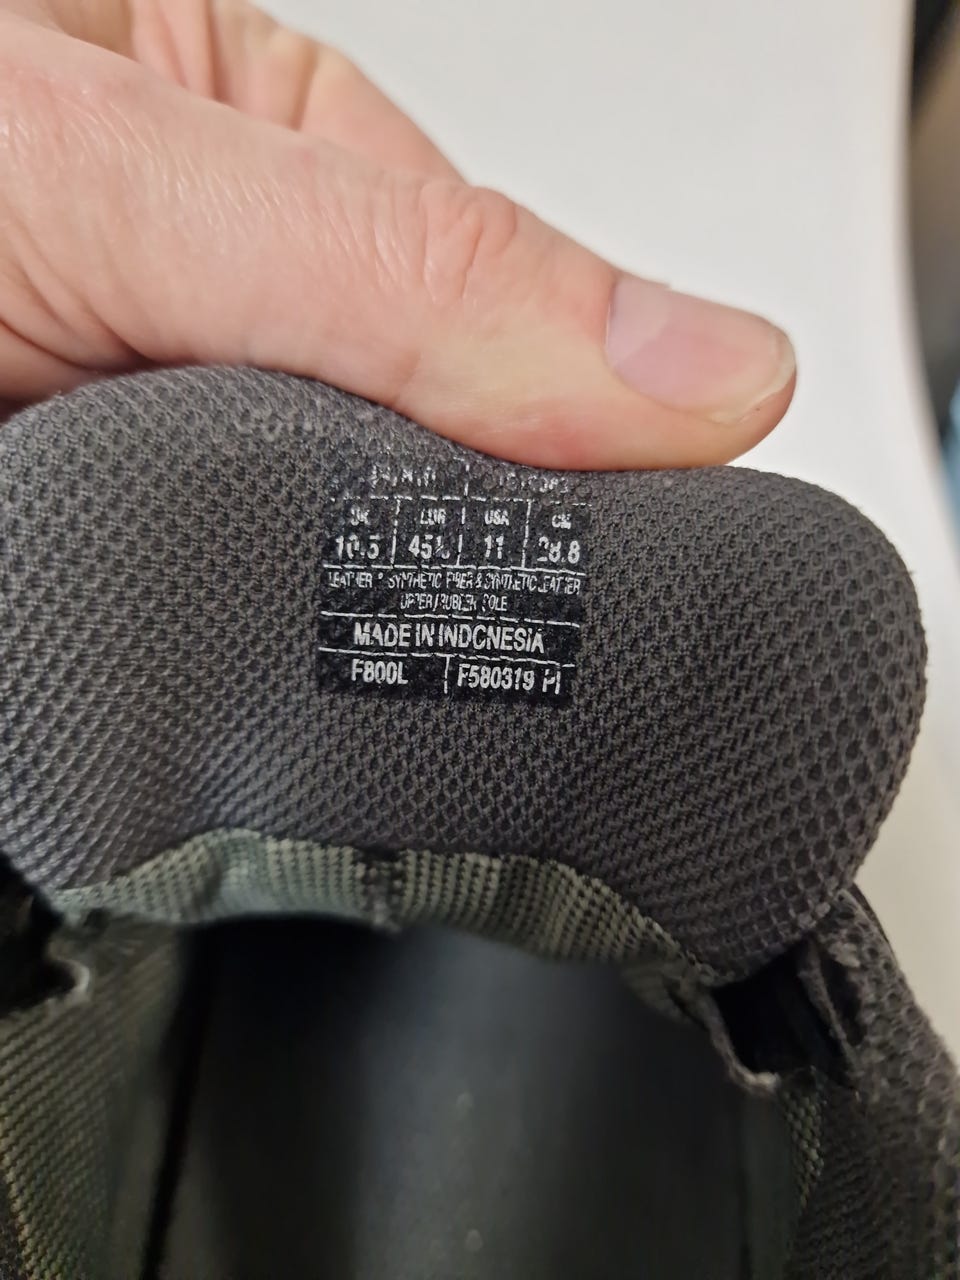 UK EUR USA CM
10.5 45⅓ 11 28.8
LEATHER * SYNTHETIC FIBER & SYNTHETIC LEATHER
UPPER/RUBBER SOLE
MADE IN INDONESIA
F800L F580319 PI